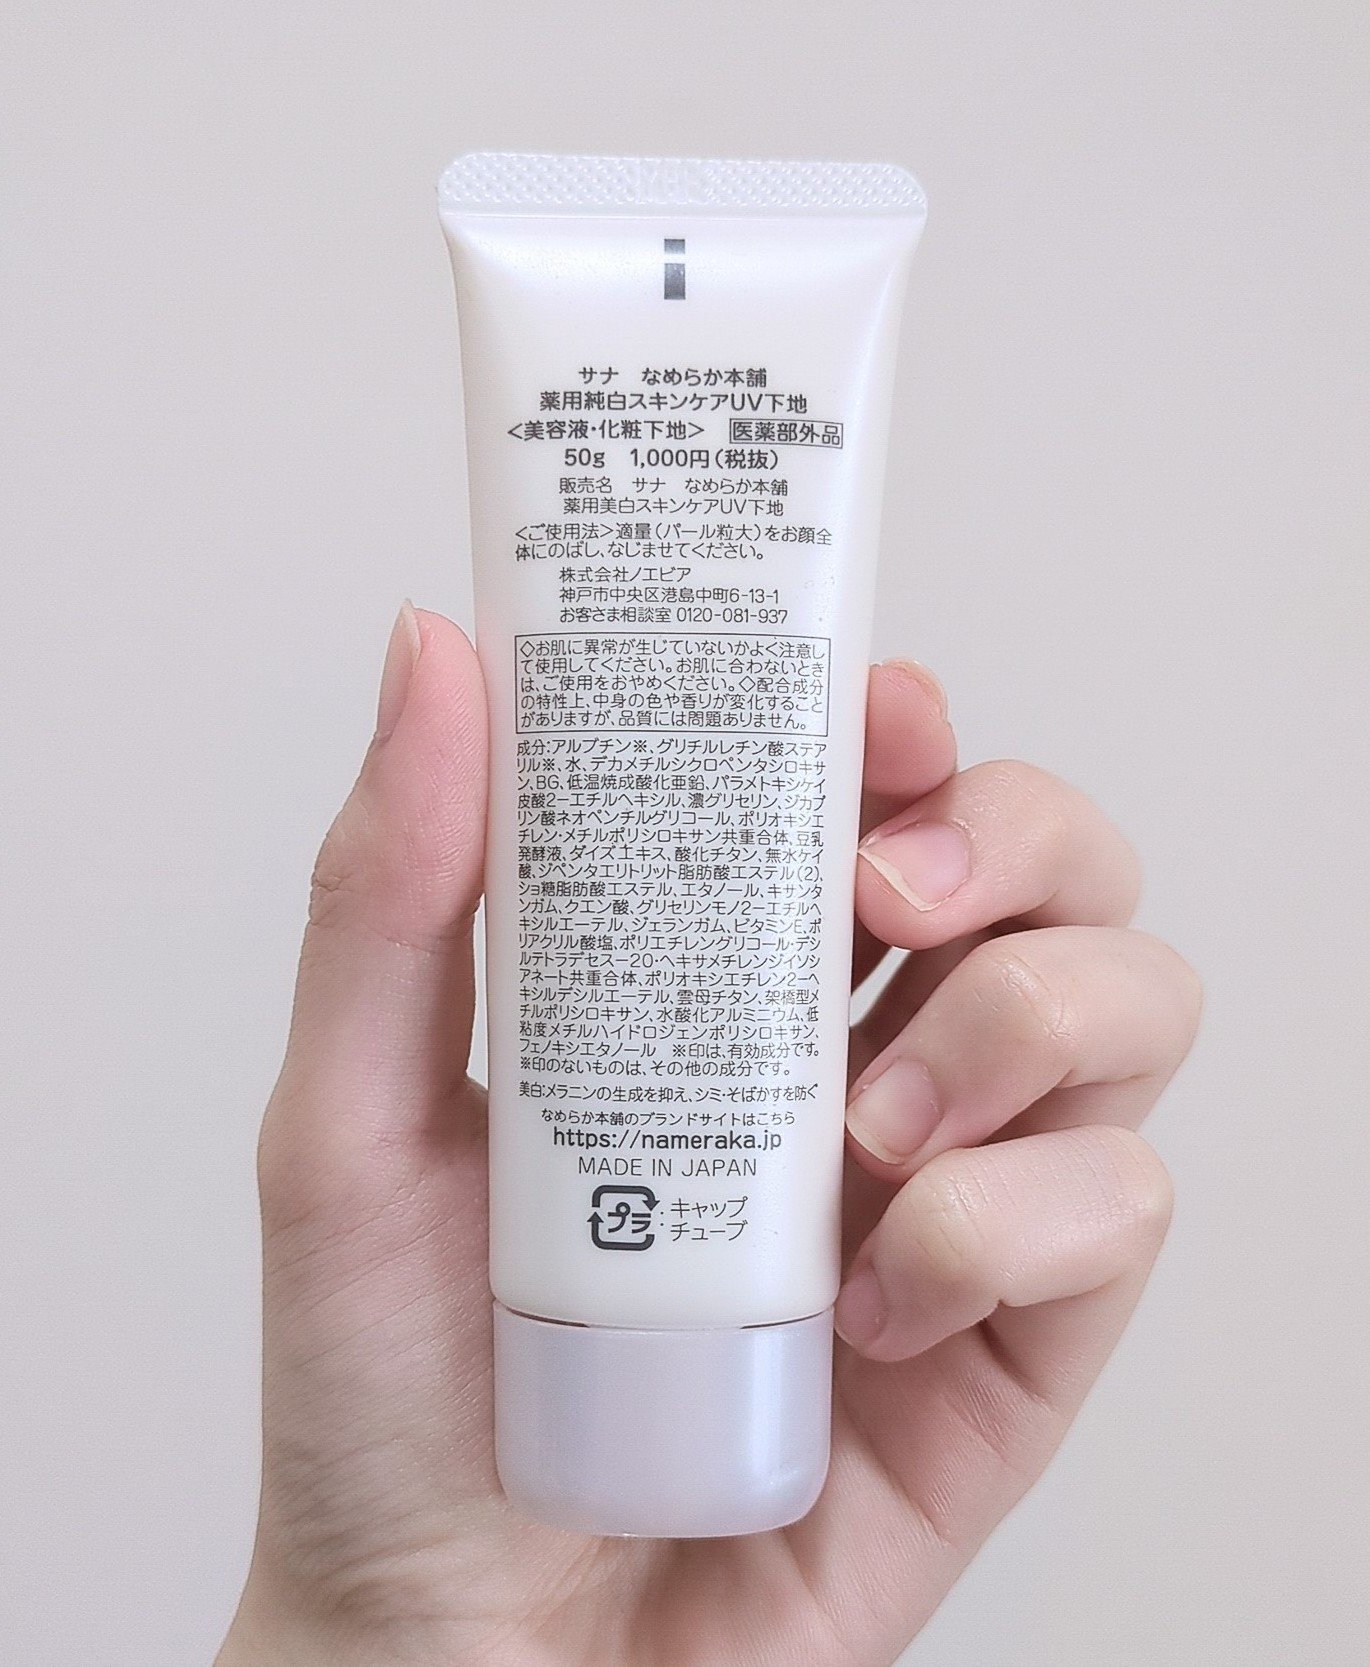 サナ なめらか本舗
薬用純白スキンケアUV下地
<美容液・化粧下地> 医薬部外品
50g 1,000円(税抜)
販売名 サナ なめらか本舗
薬用美白スキンケアUV下地
<ご使用法>適量(パール粒大)をお顔全
体にのばし、なじませてください。
株式会社ノエビア
神戸市中央区港島中町6-13-1
お客さま相談室 0120-081-937
◇お肌に異常が生じていないかよく注意し
て使用してください。お肌に合わないとき
は、ご使用をおやめください。◇配合成分
の特性上、中身の色や香りが変化すること
がありますが、品質には問題ありません。
成分:アルブチン※、グリチルレチン酸ステア
リル※、水、デカメチルシクロペンタシロキサ
ン、BG、低温焼成酸化亜鉛、パラメトキシケイ
皮酸2-エチルヘキシル、濃グリセリン、ジカプ
リン酸ネオペンチルグリコール、ポリオキシエ
チレン・メチルポリシロキサン共重合体、豆乳
発酵液、ダイズエキス、酸化チタン、無水ケイ
酸、ジペンタエリトリット脂肪酸エステル(2)、
ショ糖脂肪酸エステル、エタノール、キサンタ
ンガム、クエン酸、グリセリンモノ2-エチルヘ
キシルエーテル、ジェランガム、ビタミンE、ポ
リアクリル酸塩、ポリエチレングリコール・デシ
ルテトラデセス-20・ヘキサメチレンジイソシ
アネート共重合体、ポリオキシエチレン2-ヘ
キシルデシルエーテル、雲母チタン、架橋型メ
チルポリシロキサン、水酸化アルミニウム、低
粘度メチルハイドロジェンポリシロキサン、
フェノキシエタノール ※印は、有効成分です。
※印のないものは、その他の成分です。
美白:メラニンの生成を抑え、シミ・そばかすを防ぐ
なめらか本舗のブランドサイトはこちら
https://nameraka.jp
MADE IN JAPAN
プラ :キャップ
:チューブ